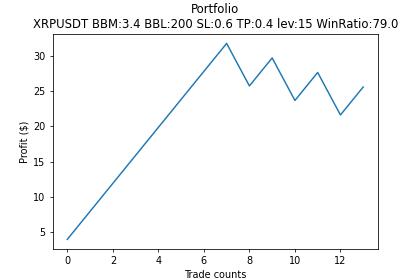 Portfolio
XRPUSDT BBM:3.4 BBL:200 SL:0.6 TP:0.4 lev:15 WinRatio:79.0
30
25
20
15
10
5
Profit ($)
0 2 4 6 8 10 12
Trade counts